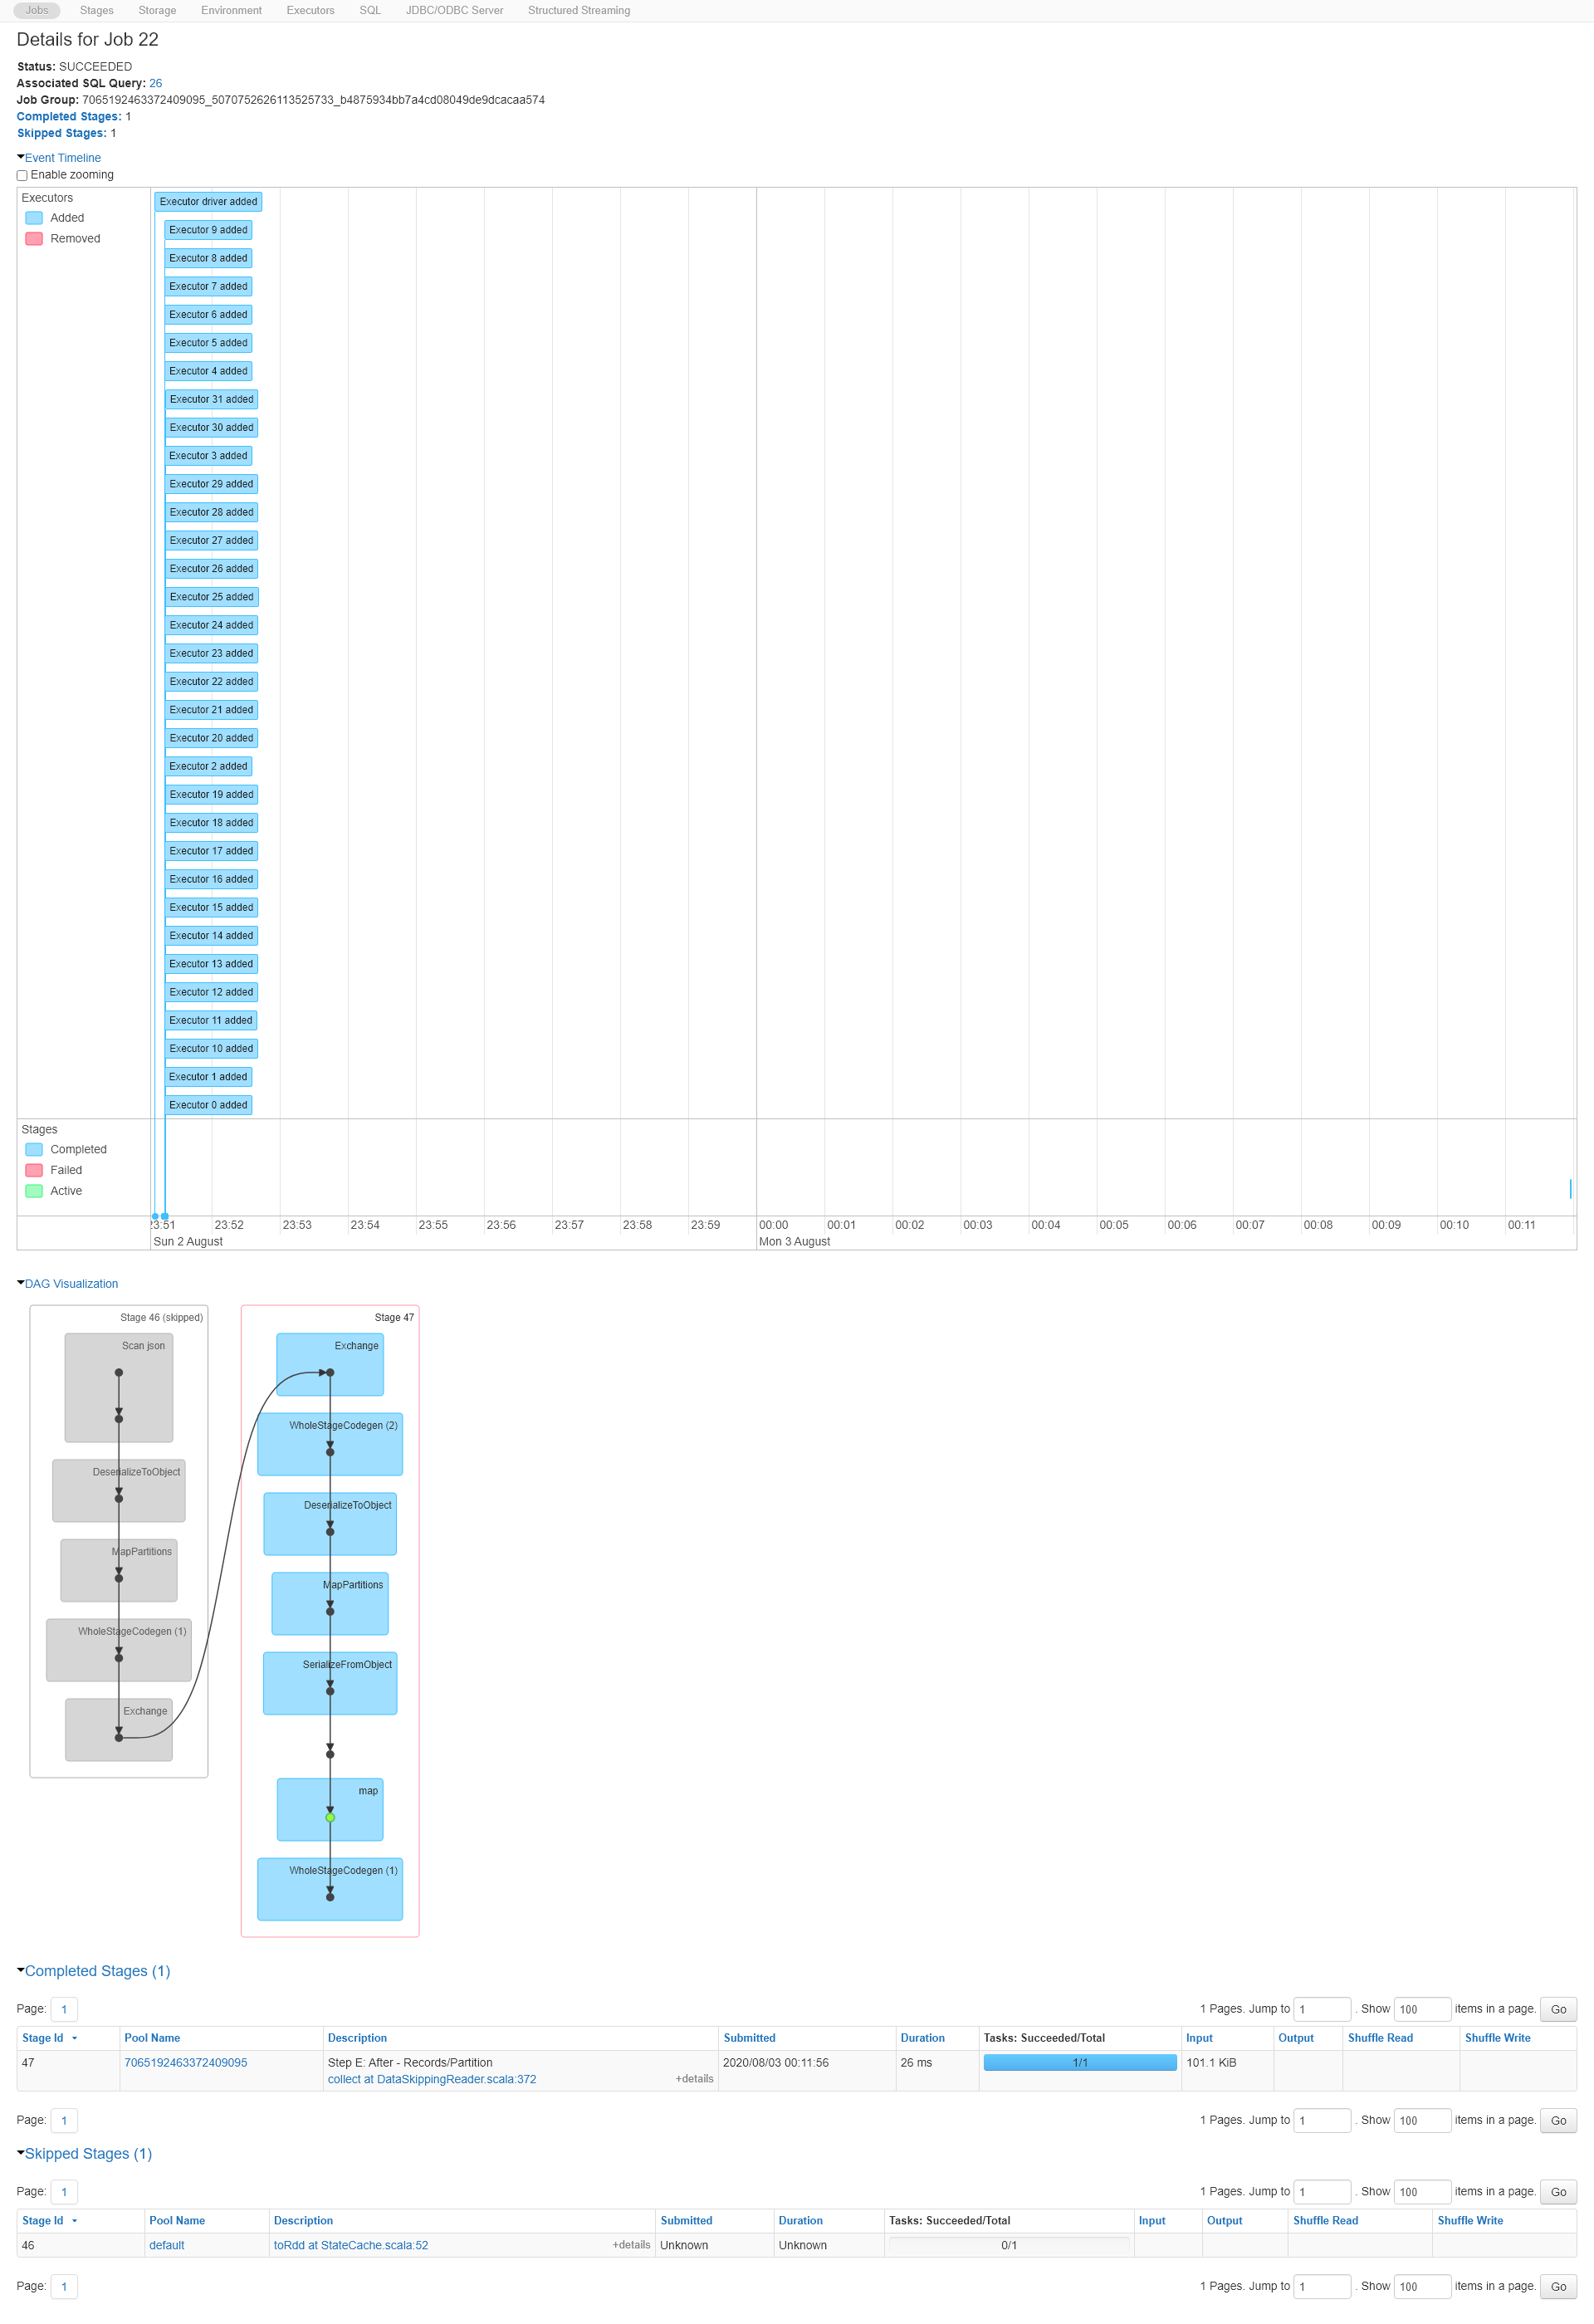 Jobs Stages Storage Environment Executors SQL JDBC/ODBC Server Structured Streaming
Details for Job 22
Status: SUCCEEDED
Associated SQL Query: 26
Job Group: 7065192463372409095_5070752626113525733_b4875934bb7a4cd08049de9dcacaa574
Completed Stages: 1
Skipped Stages: 1
Event Timeline
Enable zooming
Executors
Added
Removed
Executor driver added
Executor 9 added
Executor 8 added
Executor 7 added
Executor 6 added
Executor 5 added
Executor 4 added
Executor 31 added
Executor 30 added
Executor 3 added
Executor 29 added
Executor 28 added
Executor 27 added
Executor 26 added
Executor 25 added
Executor 24 added
Executor 23 added
Executor 22 added
Executor 21 added
Executor 20 added
Executor 2 added
Executor 19 added
Executor 18 added
Executor 17 added
Executor 16 added
Executor 15 added
Executor 14 added
Executor 13 added
Executor 12 added
Executor 11 added
Executor 10 added
Executor 1 added
Executor 0 added
Stages
Completed
Failed
Active
23:51 23:52 23:53 23:54 23:55 23:56 23:57 23:58 23:59 00:00 00:01 00:02 00:03 00:04 00:05 00:06 00:07 00:08 00:09 00:10 00:11
Sun 2 August Mon 3 August
DAG Visualization
Stage 46 (skipped)
Scan json
DeserializeToObject
MapPartitions
WholeStageCodegen (1)
Exchange
Stage 47
Exchange
WholeStageCodegen (2)
DeserializeToObject
MapPartitions
SerializeFromObject
map
WholeStageCodegen (1)
Completed Stages (1)
Page: 1 1 Pages. Jump to 1 . Show 100 items in a page. Go
Stage Id Pool Name Description Submitted Duration Tasks: Succeeded/Total Input Output Shuffle Read Shuffle Write
47 7065192463372409095 Step E: After - Records/Partition 2020/08/03 00:11:56 26 ms 1/1 101.1 KiB
collect at DataSkippingReader.scala:372 +details
Page: 1 1 Pages. Jump to 1 . Show 100 items in a page. Go
Skipped Stages (1)
Page: 1 1 Pages. Jump to 1 . Show 100 items in a page. Go
Stage Id Pool Name Description Submitted Duration Tasks: Succeeded/Total Input Output Shuffle Read Shuffle Write
46 default toRdd at StateCache.scala:52 +details Unknown Unknown 0/1
Page: 1 1 Pages. Jump to 1 . Show 100 items in a page. Go